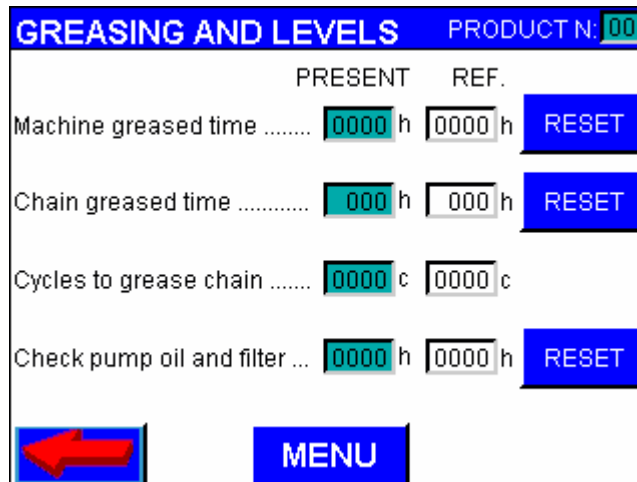 GREASING AND LEVELS PRODUCT N: 00
PRESENT REF.
Machine greased time ........ 0000 h 0000 h RESET
Chain greased time ............ 000 h 000 h RESET
Cycles to grease chain ....... 0000 c 0000 c
Check pump oil and filter ... 0000 h 0000 h RESET
MENU